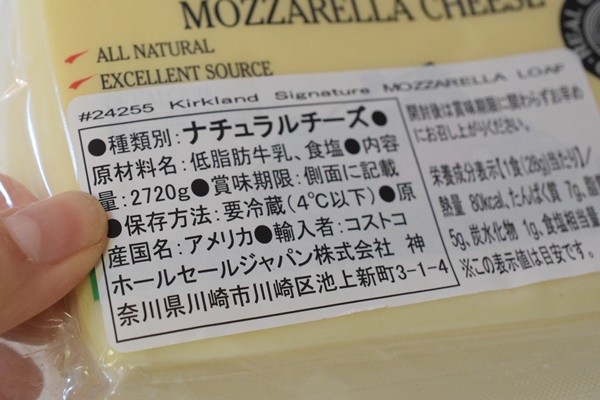 MOZZARELLA CHEESE
ALL NATURAL
EXCELLENT SOURCE
#24255 Kirkland Signature MOZZARELLA LOAF
●種類別:ナチュラルチーズ●
原材料名:低脂肪牛乳、食塩●内容
量:2720g●賞味期限:側面に記載
●保存方法:要冷蔵(4℃以下)●原
産国名:アメリカ●輸入者:コストコ
ホールセールジャパン株式会社 神
奈川県川崎市川崎区池上新町3-1-4
開封後は賞味期限に関わらずお早め
にお召し上がりください。
栄養成分表示【1食(28g)当たり】/
熱量 80kcal、たんぱく質 7g、脂質
5g、炭水化物 1g、食塩相当量
※この表示値は目安です。